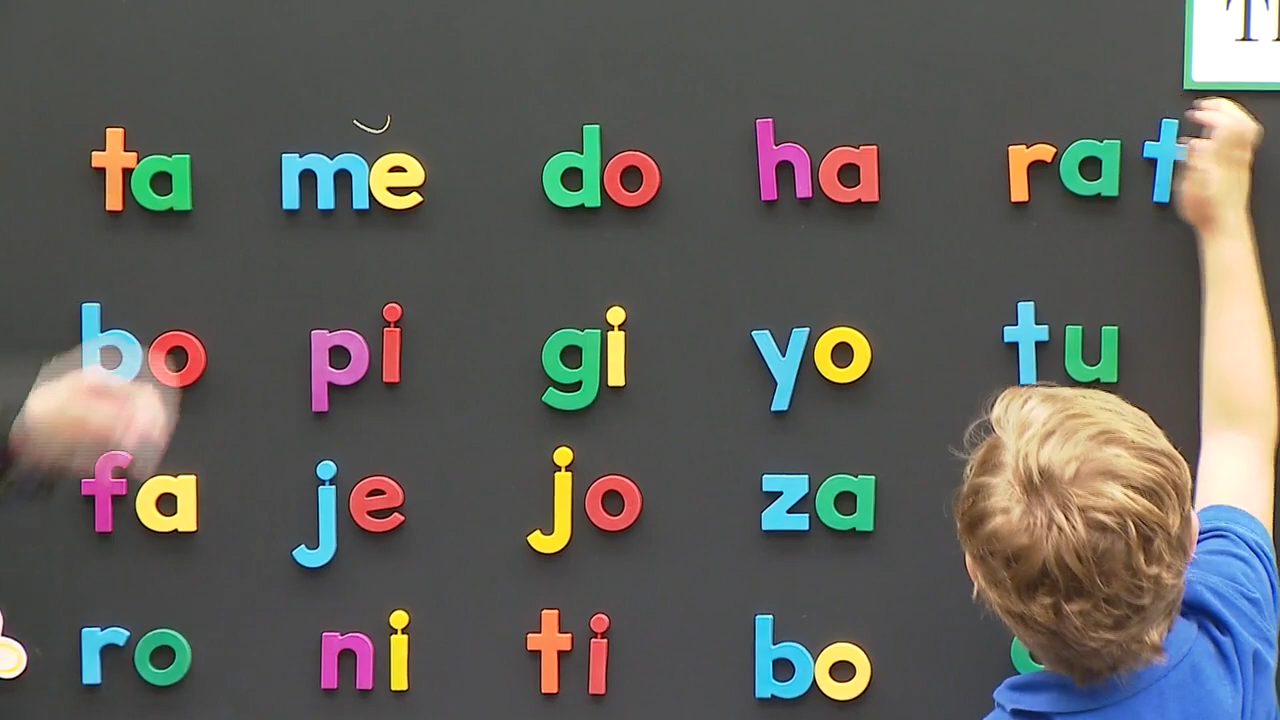 ta me do ha rat
bo pi gi yo tu
fa je jo za
ro ni ti bo